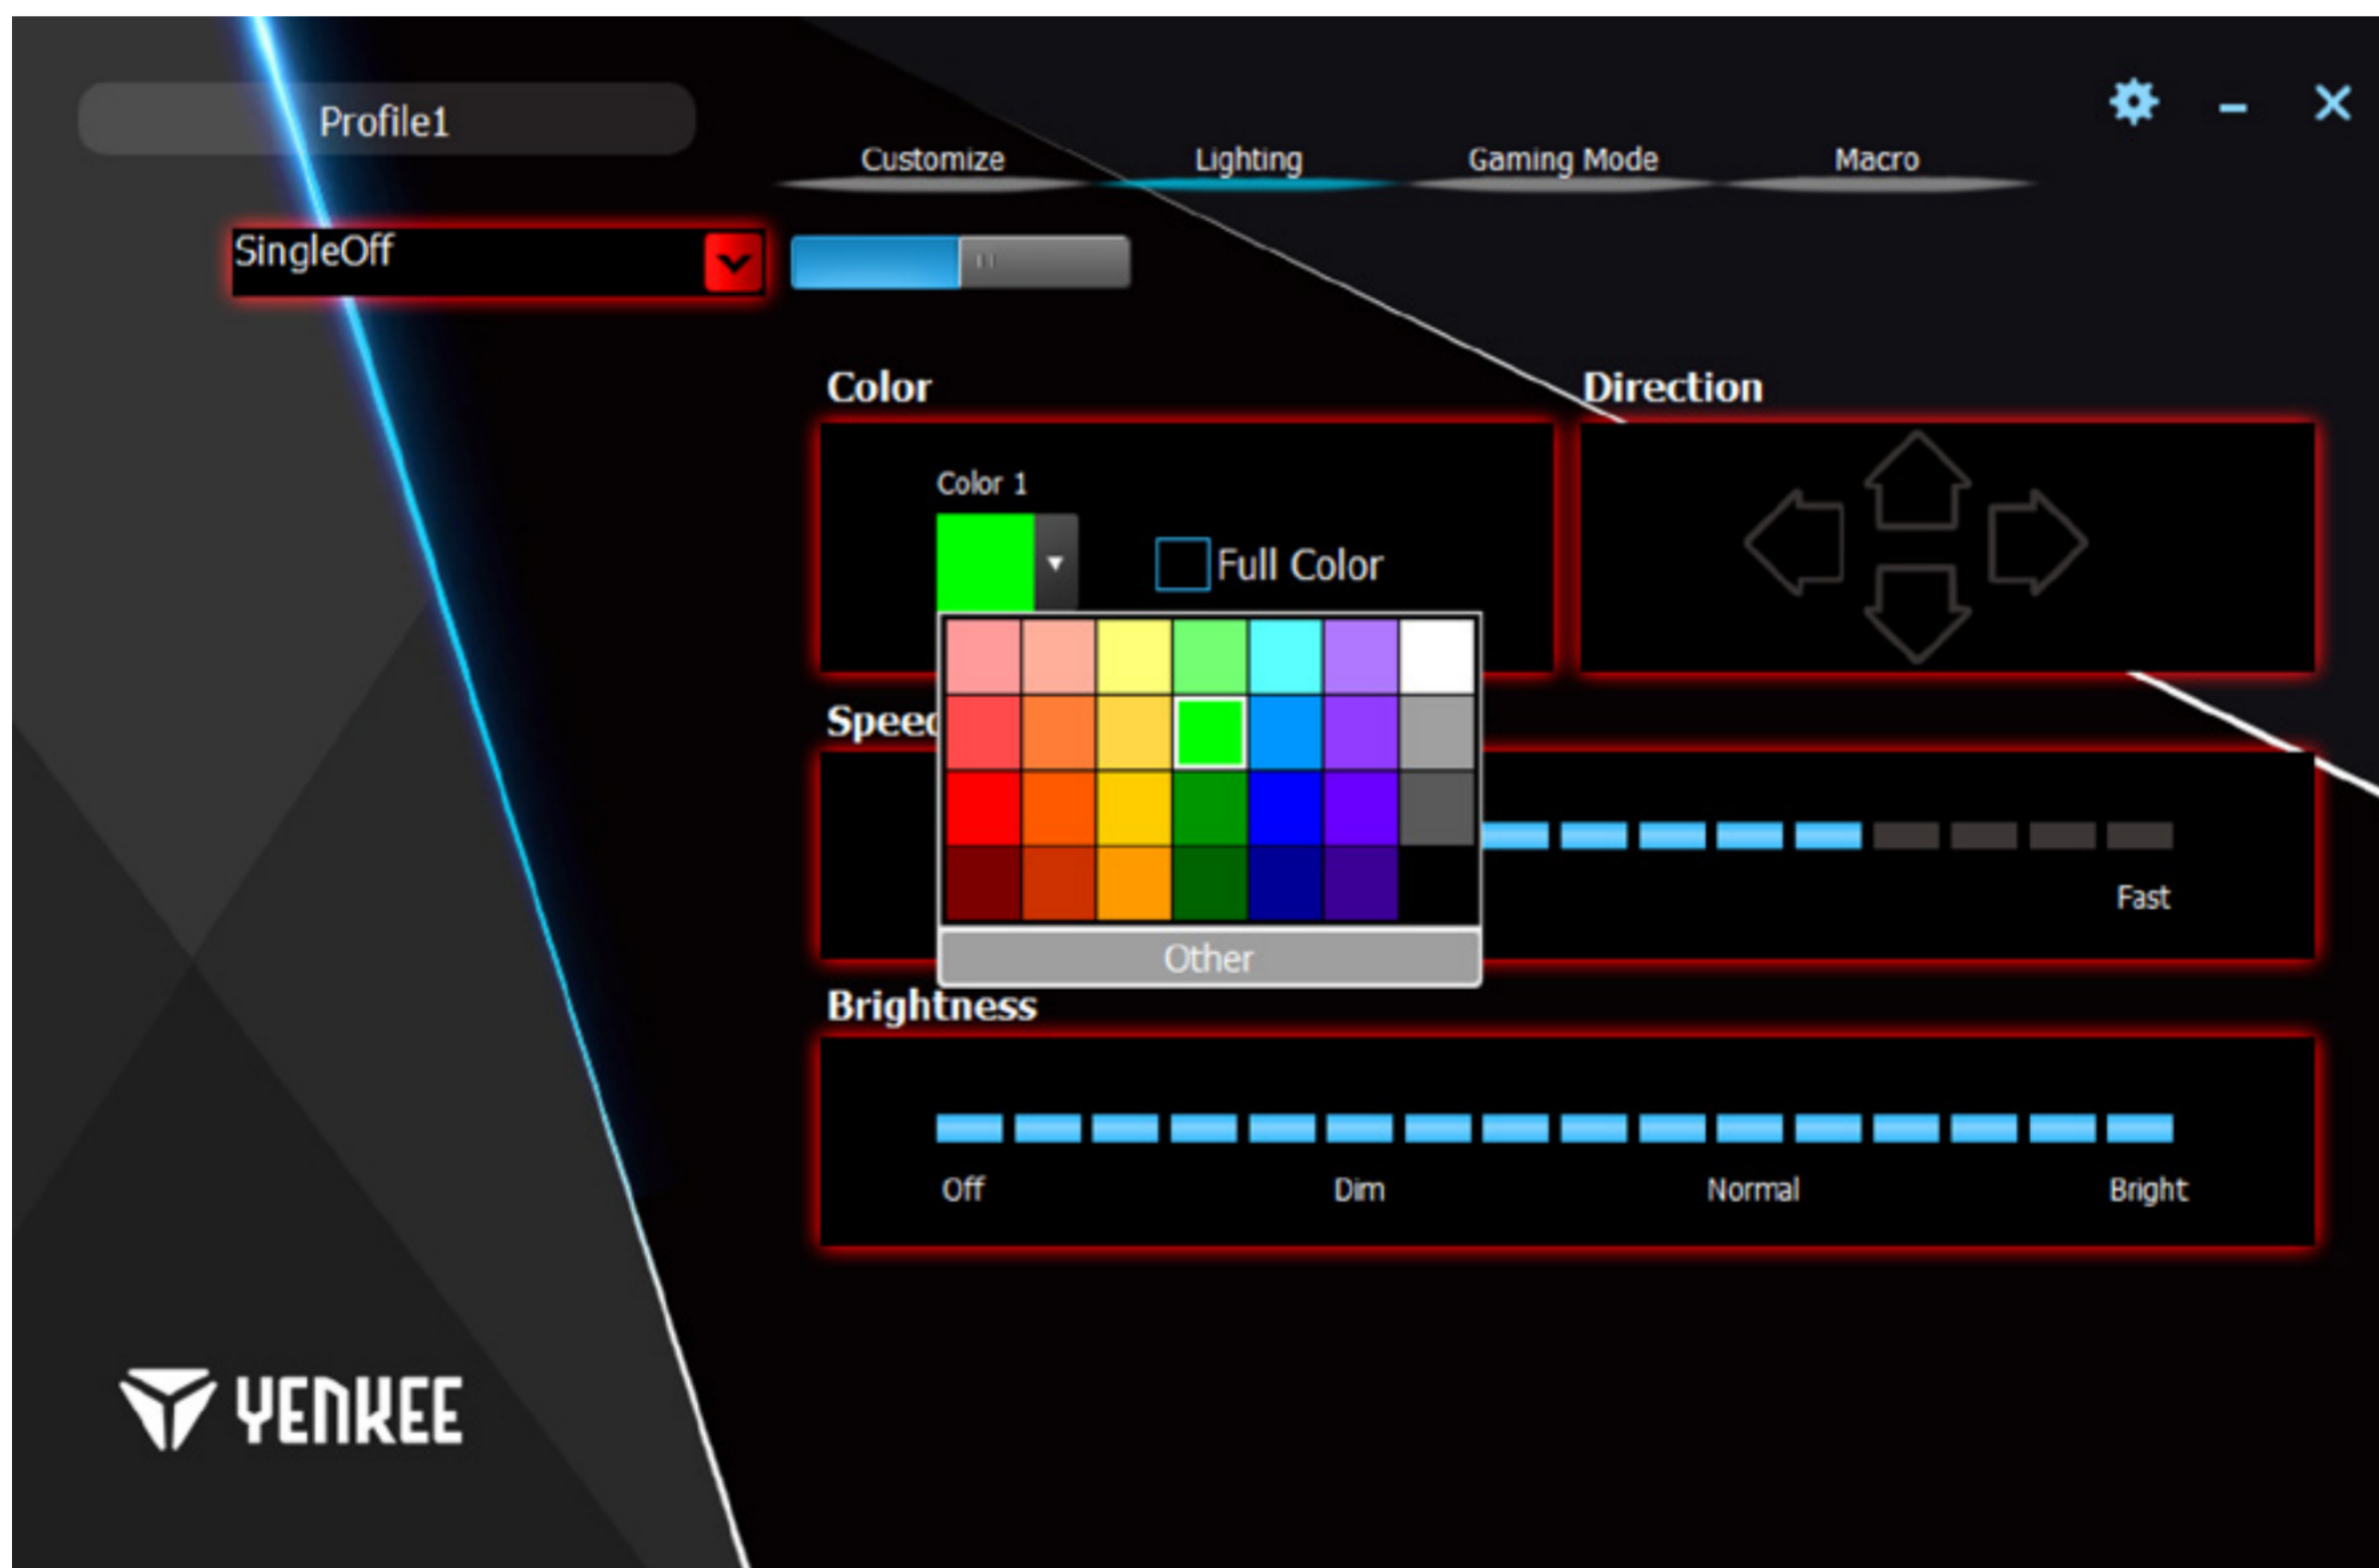 Profile1
Customize
Lighting
Gaming Mode
Macro
SingleOff
Color
Direction
Color 1
Full Color
Speed
Fast
Other
Brightness
Off
Dim
Normal
Bright
YENKEE